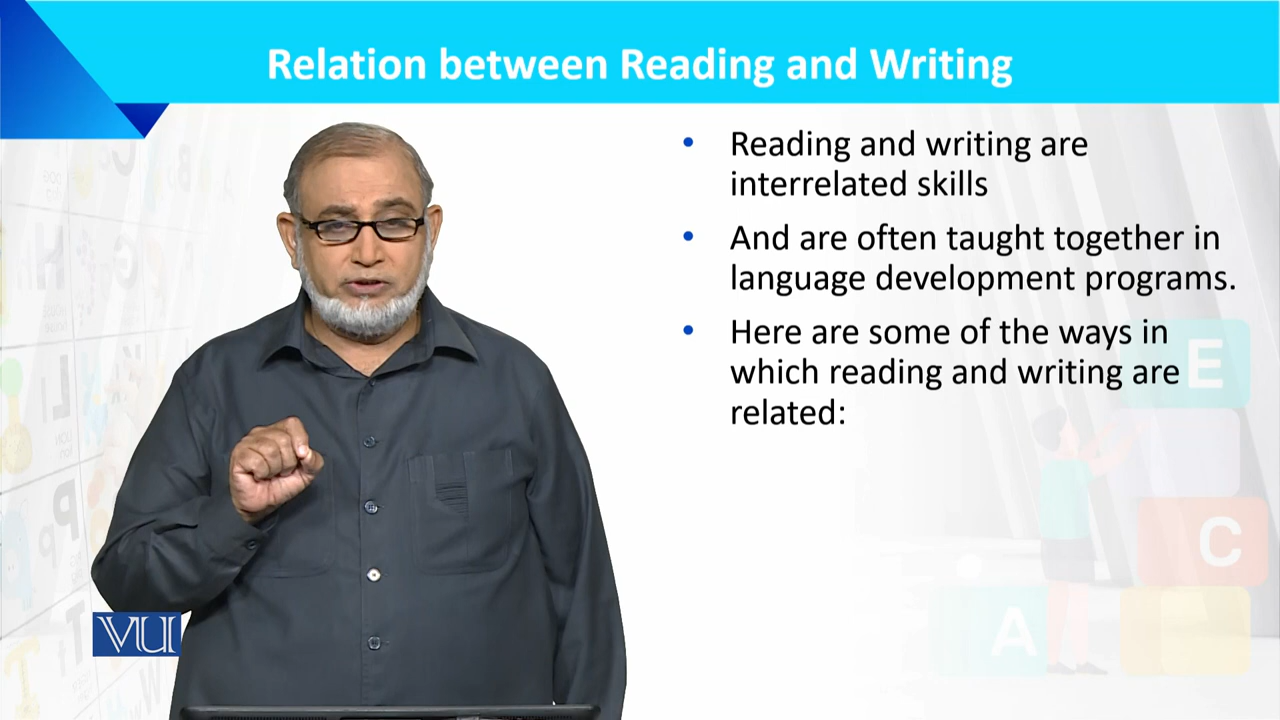 Relation between Reading and Writing
• Reading and writing are
interrelated skills
• And are often taught together in
language development programs.
• Here are some of the ways in
which reading and writing are
related:
E
C
A
VU